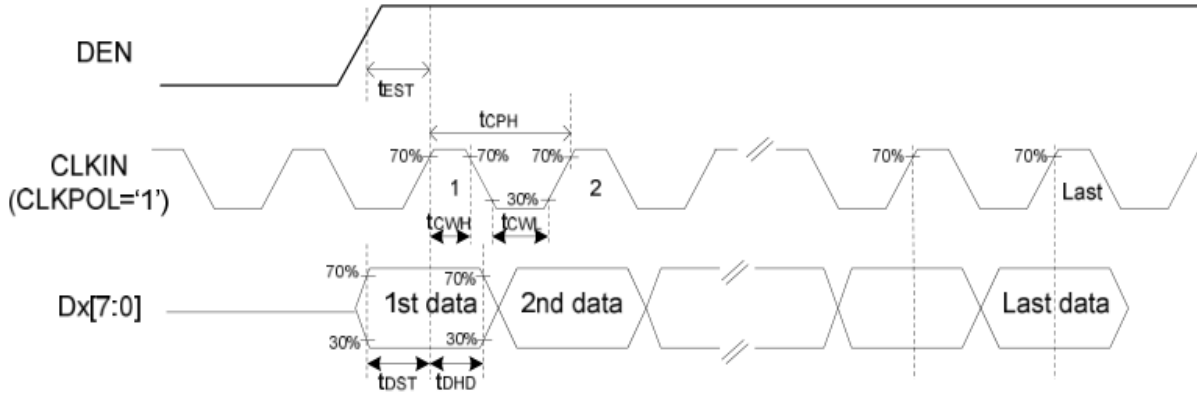 DEN
tEST
tCPH
CLKIN
(CLKPOL='1')
70% 70% 70% 70% 70%
1 2 Last
30%
tCWH tCWL
70% 70%
Dx[7:0] 1st data 2nd data Last data
30% 30%
tDST tDHD